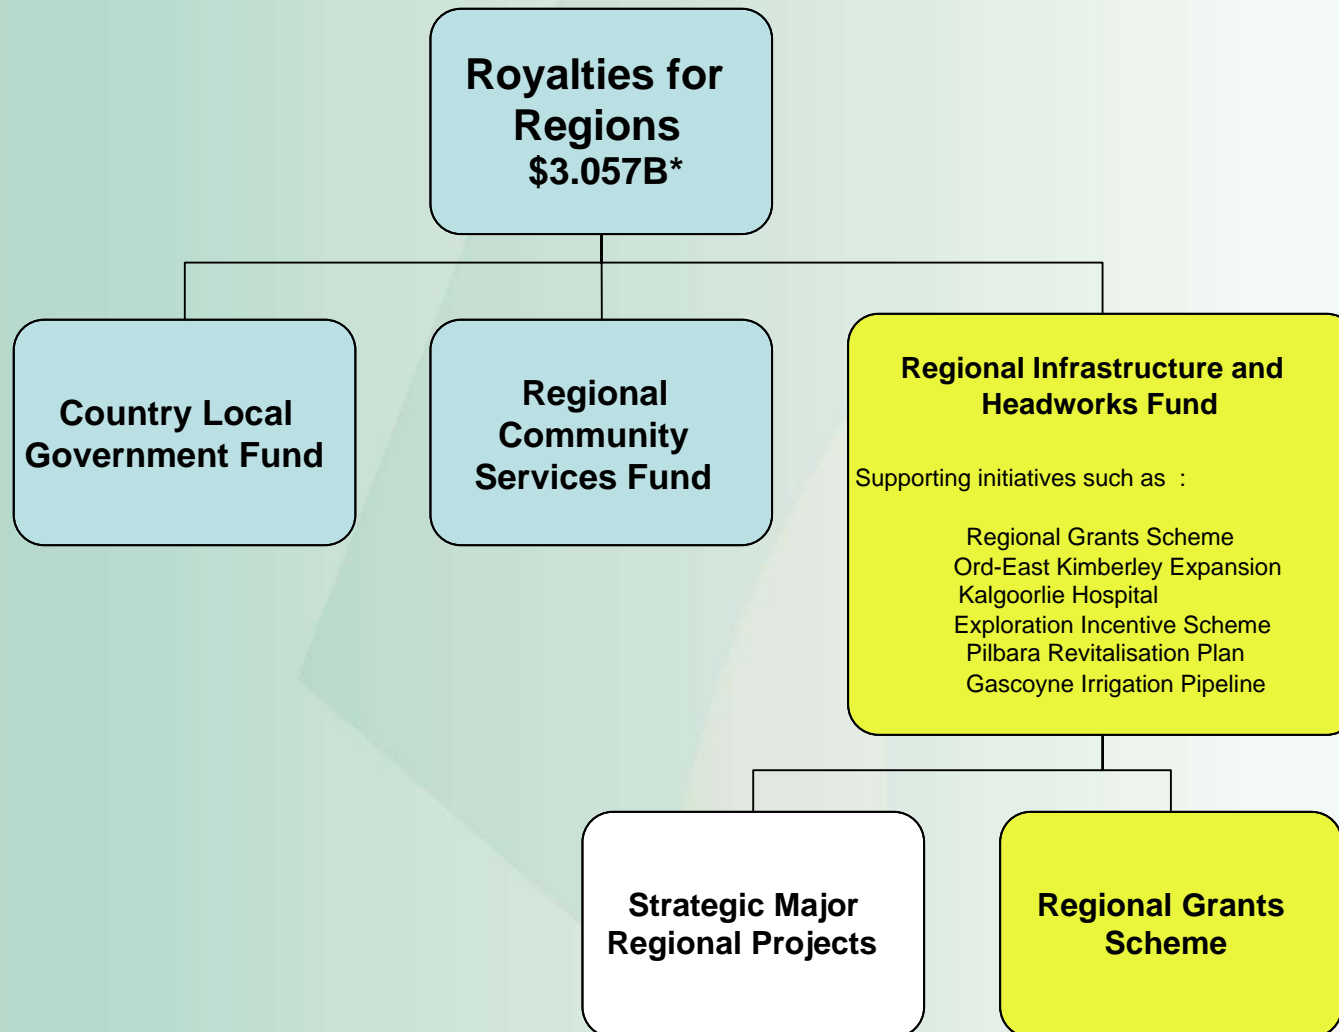 Royalties for
Regions
$3.057B*
Country Local
Government Fund
Regional
Community
Services Fund
Regional Infrastructure and
Headworks Fund
Supporting initiatives such as :
Regional Grants Scheme
Ord-East Kimberley Expansion
Kalgoorlie Hospital
Exploration Incentive Scheme
Pilbara Revitalisation Plan
Gascoyne Irrigation Pipeline
Strategic Major
Regional Projects
Regional Grants
Scheme